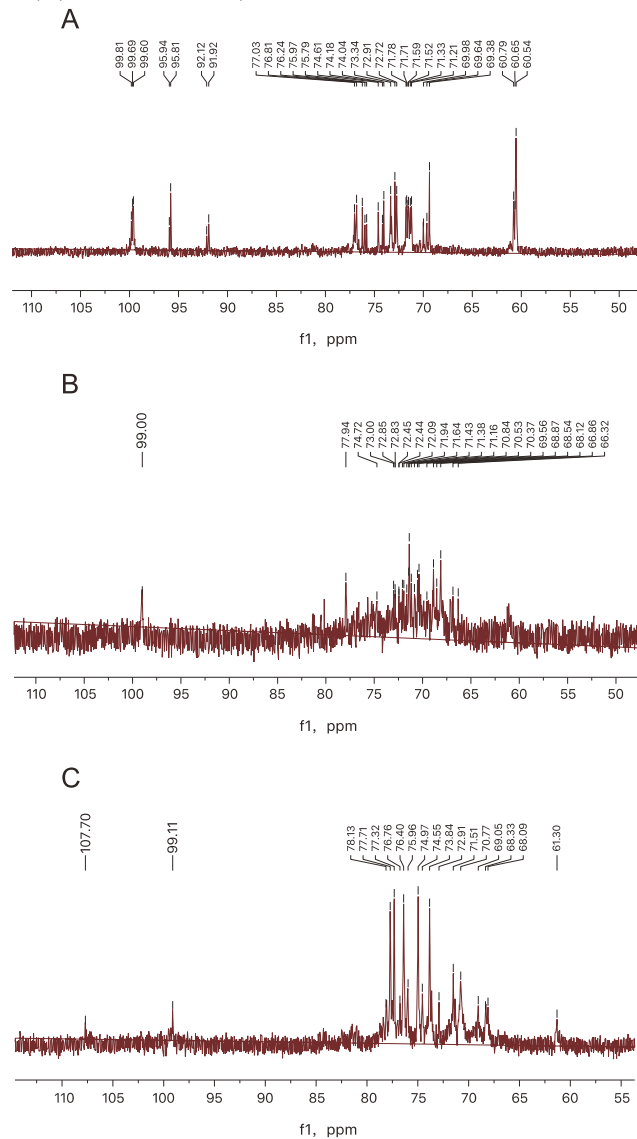 A
99.81 99.69 99.60 95.94 95.81 92.12 91.92 77.03 76.81 76.24 75.97 75.79 74.61 74.18 74.04 73.34 72.91 72.72 71.78 71.71 71.59 71.52 71.33 71.21 69.98 69.64 69.38 60.79 60.65 60.54
110 105 100 95 90 85 80 75 70 65 60 55 50
f1, ppm
B
99.00 77.94 74.72 73.00 72.85 72.83 72.45 72.44 72.09 71.94 71.64 71.43 71.38 71.16 70.84 70.53 70.37 69.56 68.87 68.54 68.12 66.86 66.32
110 105 100 95 90 85 80 75 70 65 60 55 50
f1, ppm
C
107.70 99.11 78.13 77.71 77.32 76.76 76.40 75.96 74.97 74.55 73.84 72.91 71.51 70.77 69.05 68.33 68.09 61.30
110 105 100 95 90 85 80 75 70 65 60 55
f1, ppm